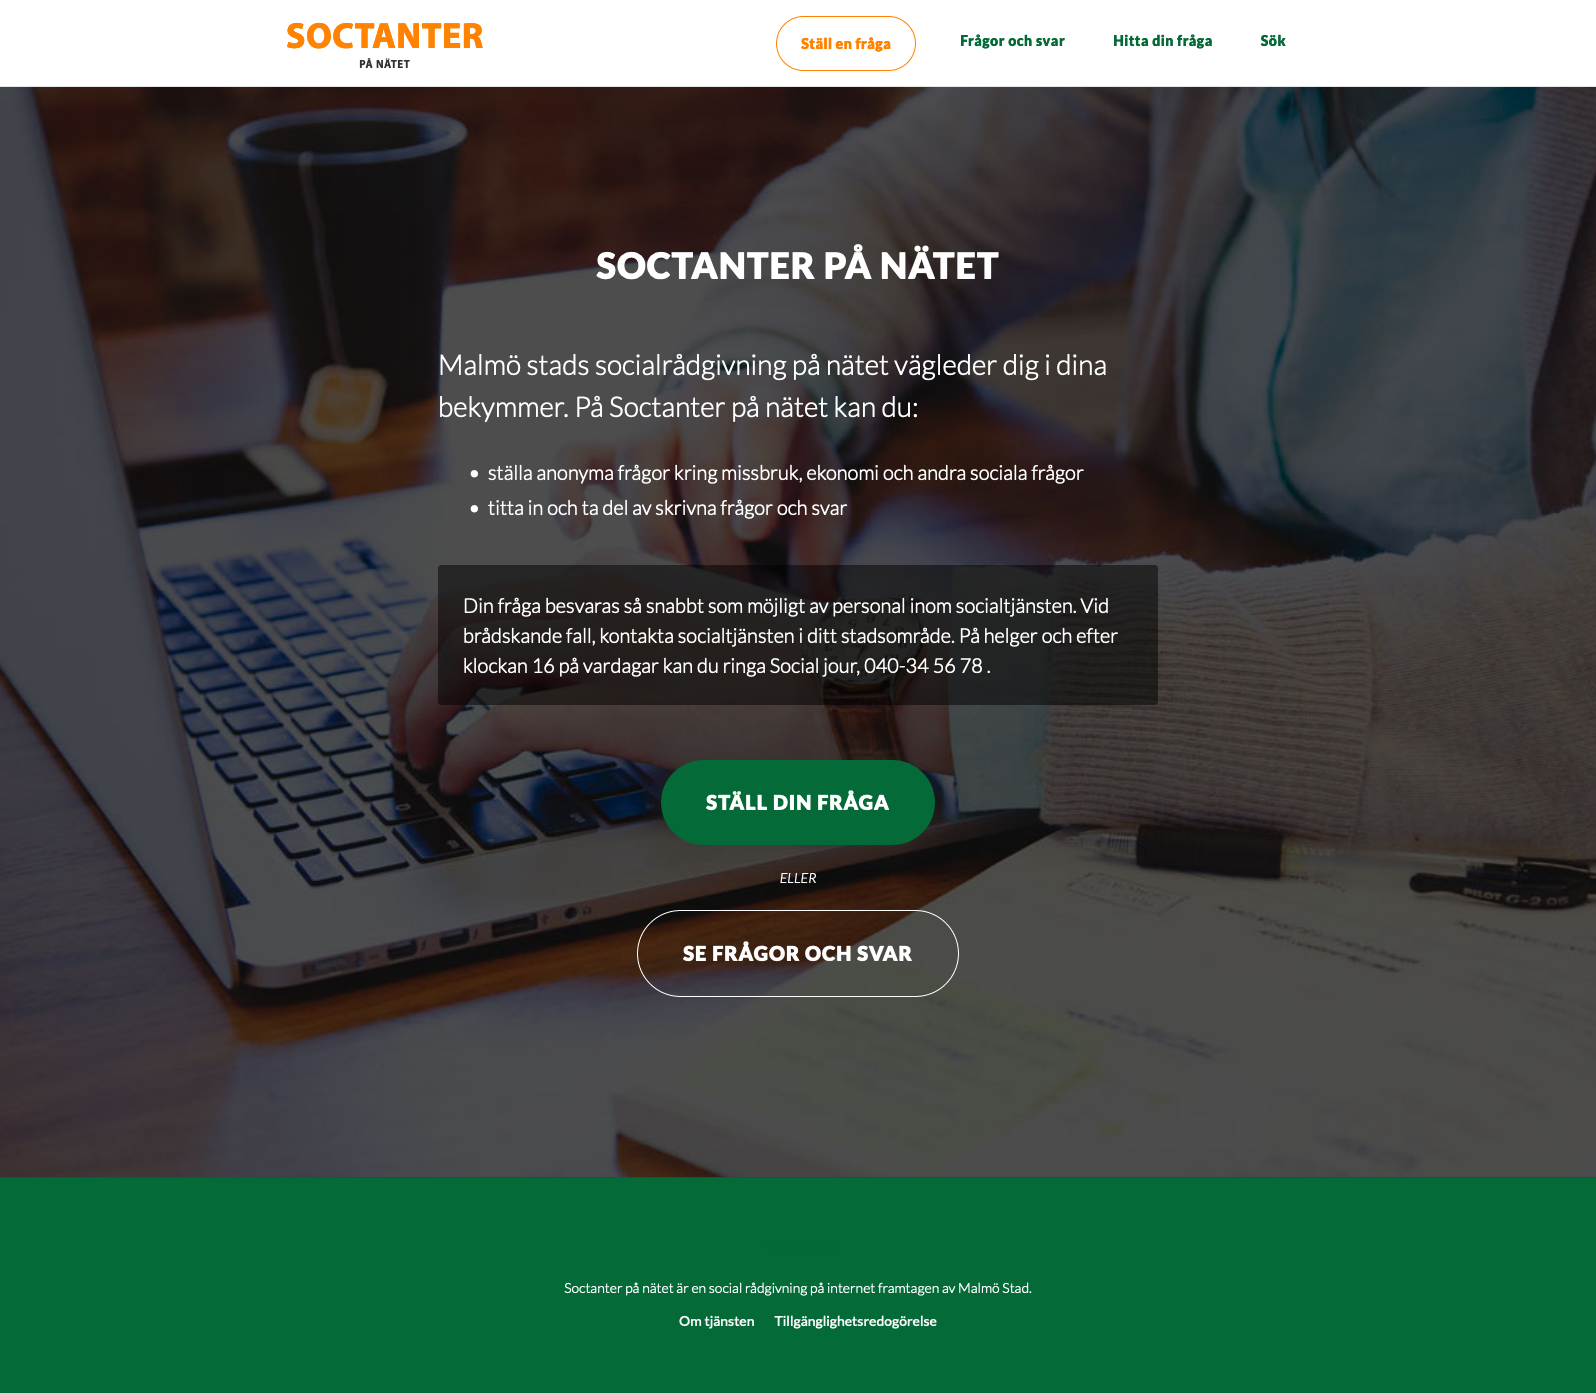 SOCTANTER
PÅ NÄTET
Ställ en fråga
Frågor och svar
Hitta din fråga
Sök
SOCTANTER PÅ NÄTET
Malmö stads socialrådgivning på nätet vägleder dig i dina
bekymmer. På Soctanter på nätet kan du:
ställa anonyma frågor kring missbruk, ekonomi och andra sociala frågor
titta in och ta del av skrivna frågor och svar
Din fråga besvaras så snabbt som möjligt av personal inom socialtjänsten. Vid
brådskande fall, kontakta socialtjänsten i ditt stadsområde. På helger och efter
klockan 16 på vardagar kan du ringa Social jour, 040-34 56 78 .
STÄLL DIN FRÅGA
ELLER
PILOT G-2 05
SE FRÅGOR OCH SVAR
Soctanter på nätet är en social rådgivning på internet framtagen av Malmö Stad.
Om tjänsten
Tillgänglighetsredogörelse